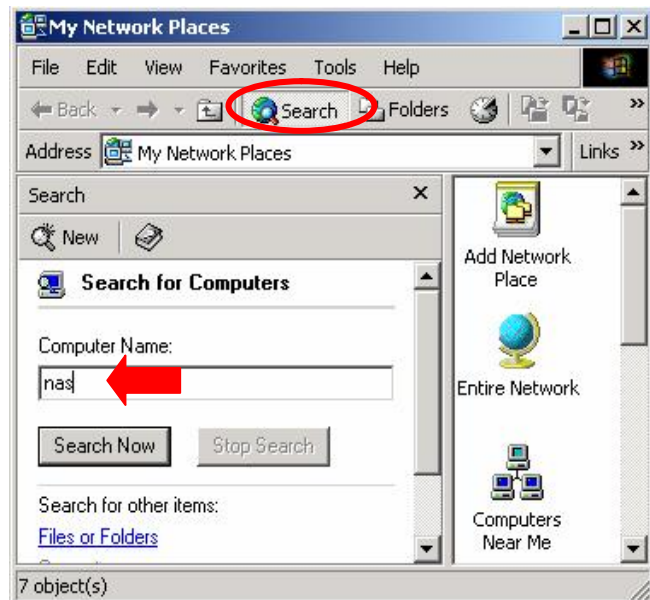 My Network Places
File Edit View Favorites Tools Help
Back Search Folders »
Address My Network Places Links »
Search
New
Search for Computers
Computer Name:
nas
Search Now Stop Search
Search for other items:
Files or Folders
Add Network
Place
Entire Network
Computers
Near Me
7 object(s)